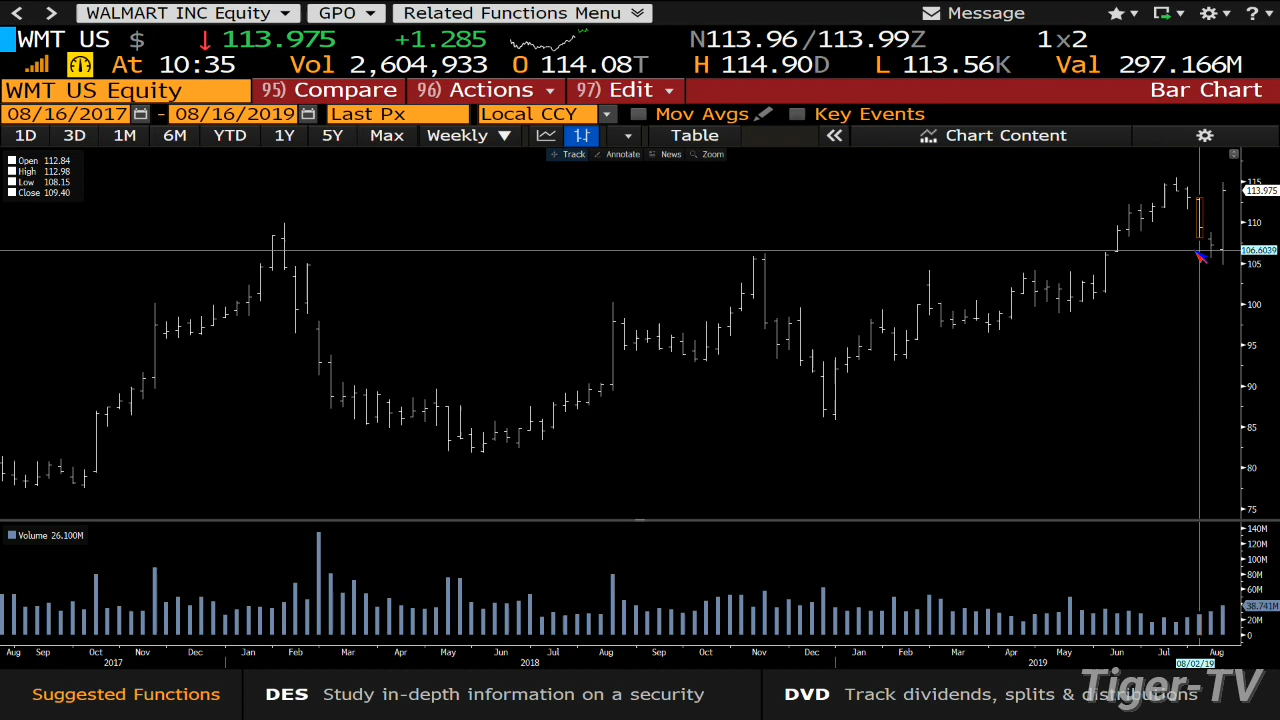 WALMART INC Equity GPO Related Functions Menu Message
WMT US $ 113.975 +1.285 N113.96/113.99Z 1x2
At 10:35 Vol 2,604,933 O 114.08T H 114.90D L 113.56K Val 297.166M
WMT US Equity 95) Compare 96) Actions 97) Edit Bar Chart
08/16/2017 - 08/16/2019 Last Px Local CCY Mov Avgs Key Events
1D 3D 1M 6M YTD 1Y 5Y Max Weekly Table Chart Content
Track Annotate News Zoom
Open 112.84
High 112.98
Low 108.15
Close 109.40
115
113.975
110
106.6039
105
100
95
90
85
80
75
Volume 26.100M
140M
120M
100M
80M
60M
38.741M
20M
0
Aug Sep Oct Nov Dec Jan Feb Mar Apr May Jun Jul Aug Sep Oct Nov Dec Jan Feb Mar Apr May Jun Jul Aug
2017 2018 2019 08/02/19
Suggested Functions DES Study in-depth information on a security DVD Track dividends, splits & distributions
Tiger-TV